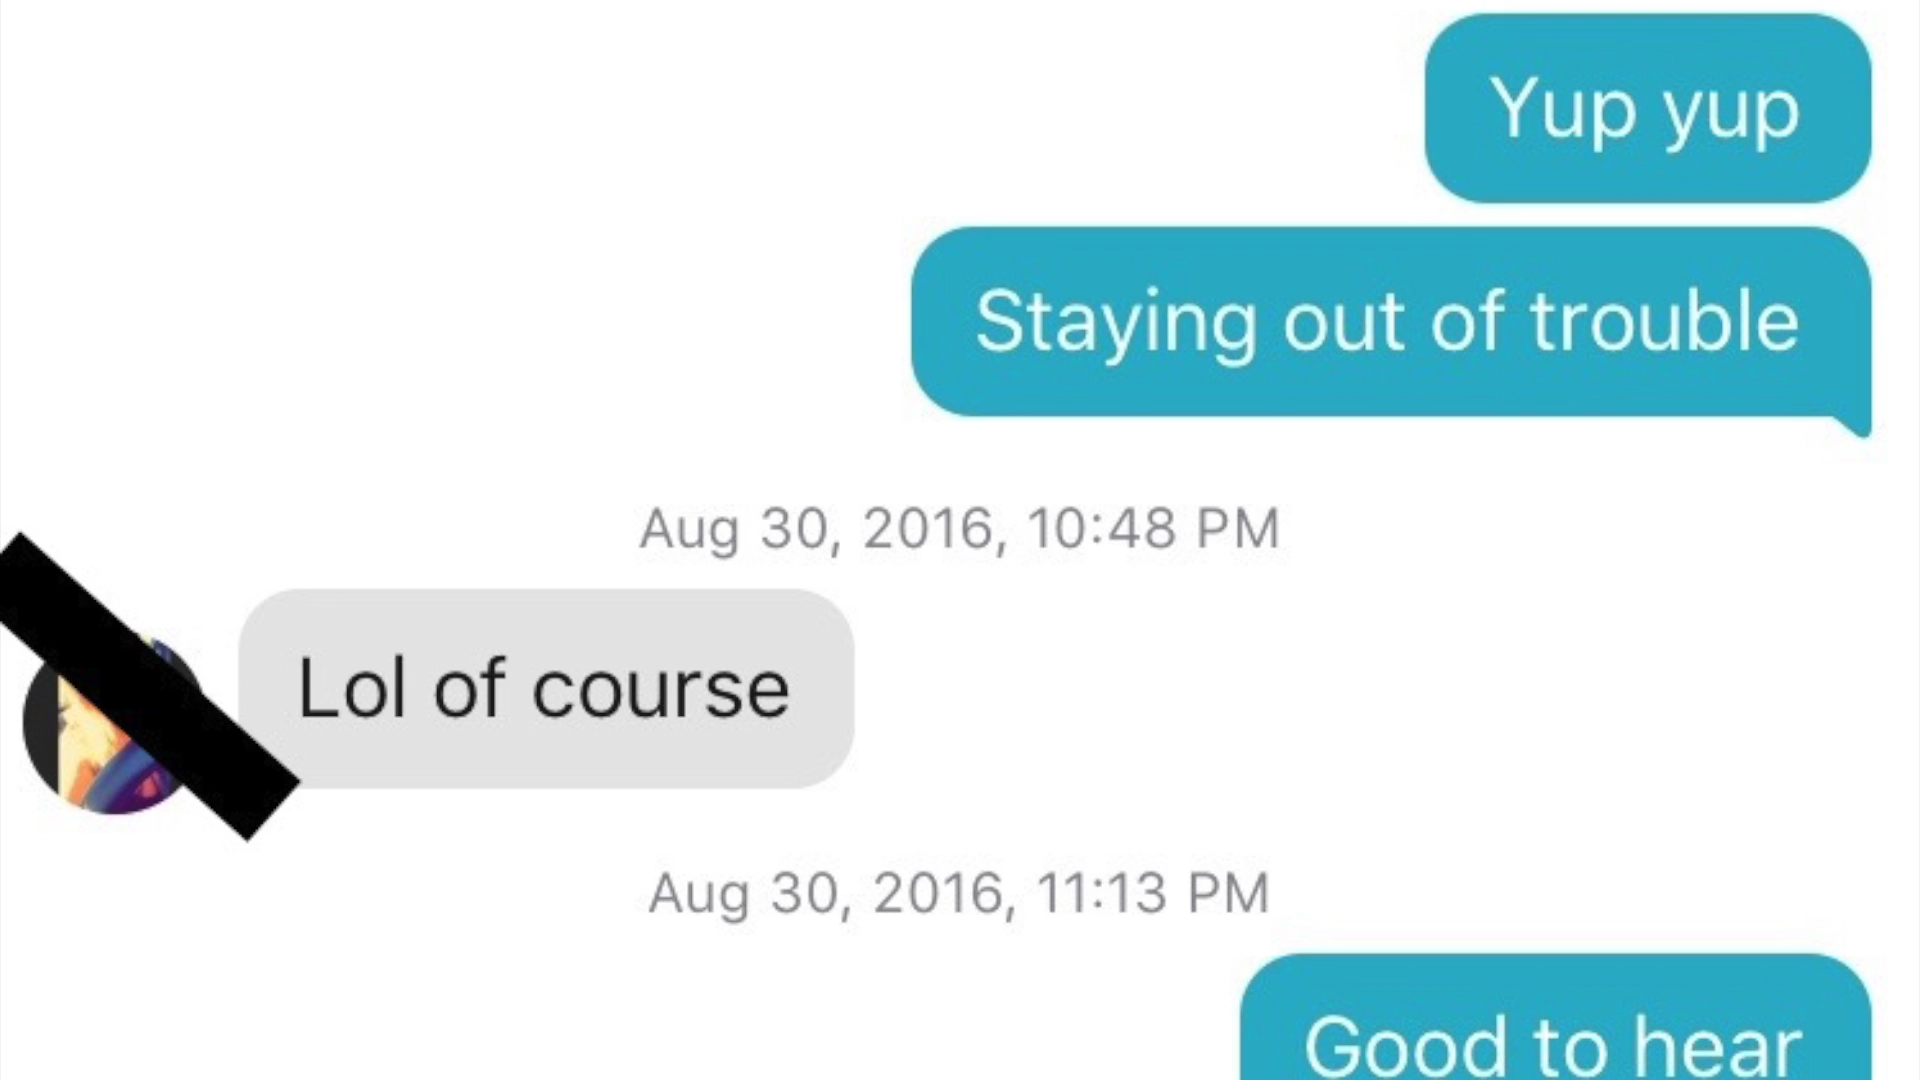 Yup yup
Staying out of trouble
Aug 30, 2016, 10:48 PM
Lol of course
Aug 30, 2016, 11:13 PM
Good to hear